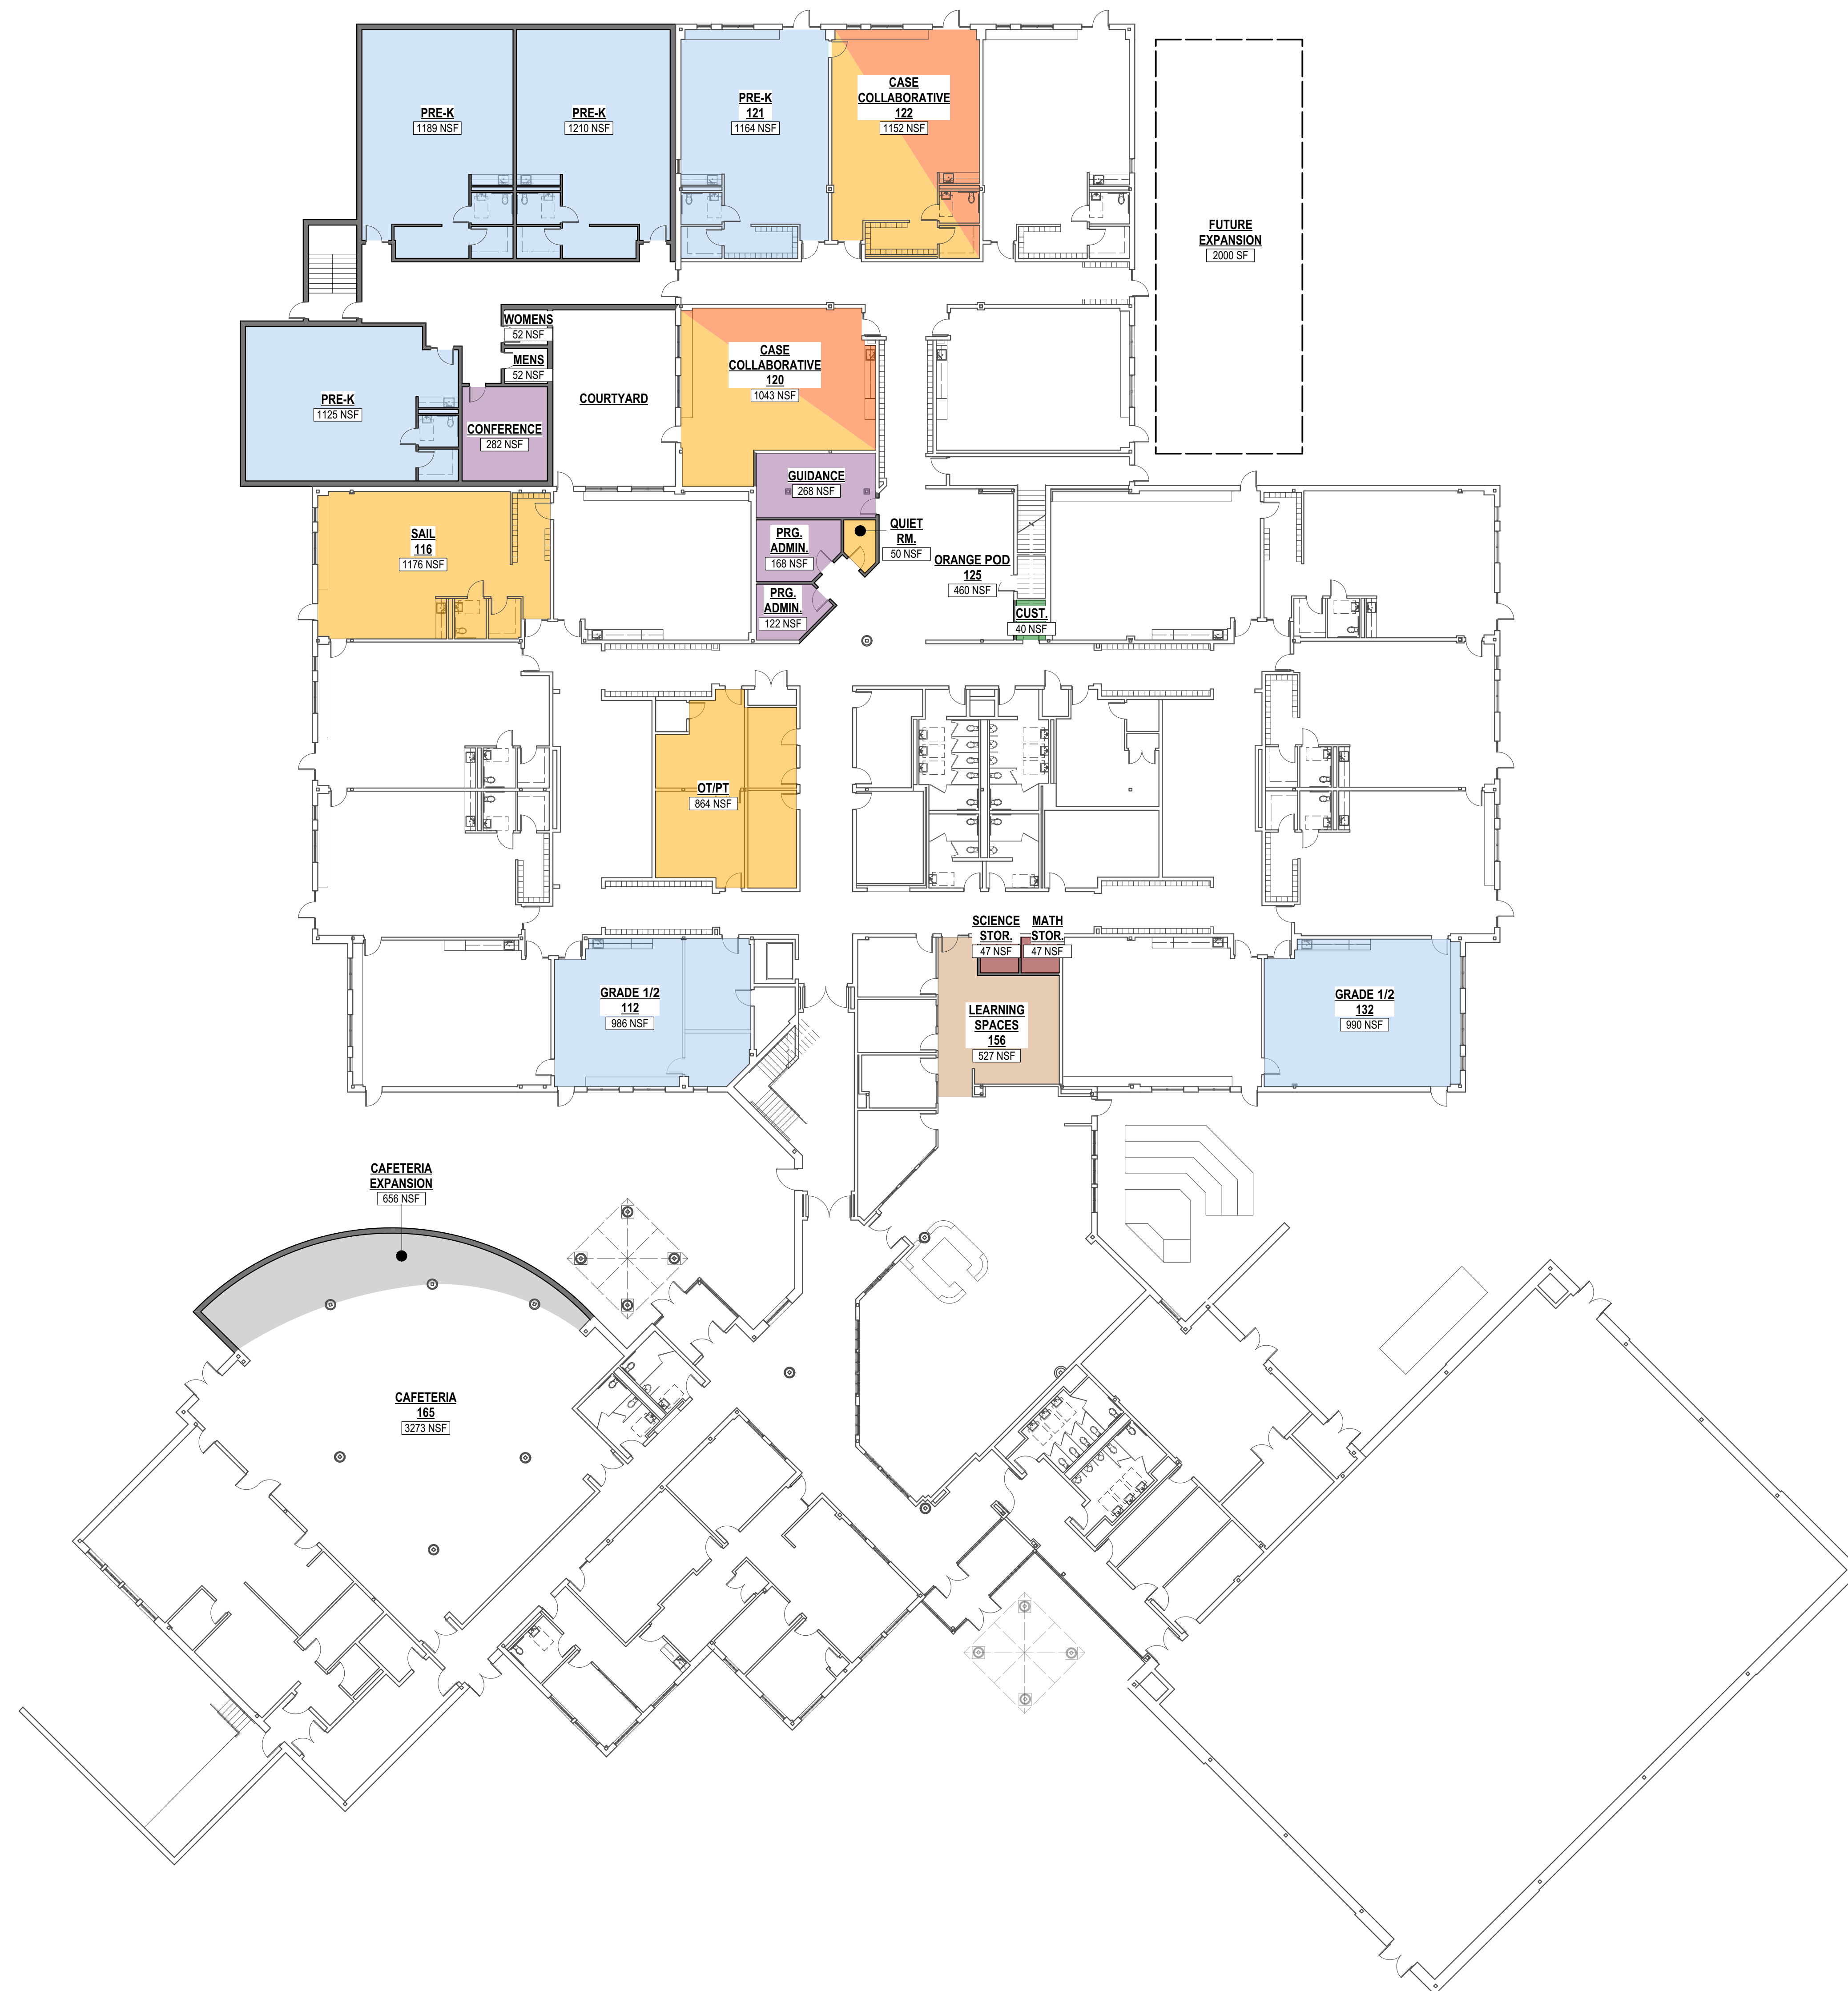 PRE-K
1189 NSF
PRE-K
1210 NSF
PRE-K
121
1164 NSF
CASE
COLLABORATIVE
122
1152 NSF
FUTURE
EXPANSION
2000 SF
WOMENS
52 NSF
MENS
52 NSF
COURTYARD
CASE
COLLABORATIVE
120
1043 NSF
PRE-K
1125 NSF
CONFERENCE
282 NSF
GUIDANCE
268 NSF
SAIL
116
1176 NSF
PRG.
ADMIN.
168 NSF
QUIET
RM.
50 NSF
ORANGE POD
125
460 NSF
PRG.
ADMIN.
122 NSF
CUST.
40 NSF
OT/PT
864 NSF
SCIENCE
STOR.
47 NSF
MATH
STOR.
47 NSF
GRADE 1/2
112
986 NSF
LEARNING
SPACES
156
527 NSF
GRADE 1/2
132
990 NSF
CAFETERIA
EXPANSION
656 NSF
CAFETERIA
165
3273 NSF